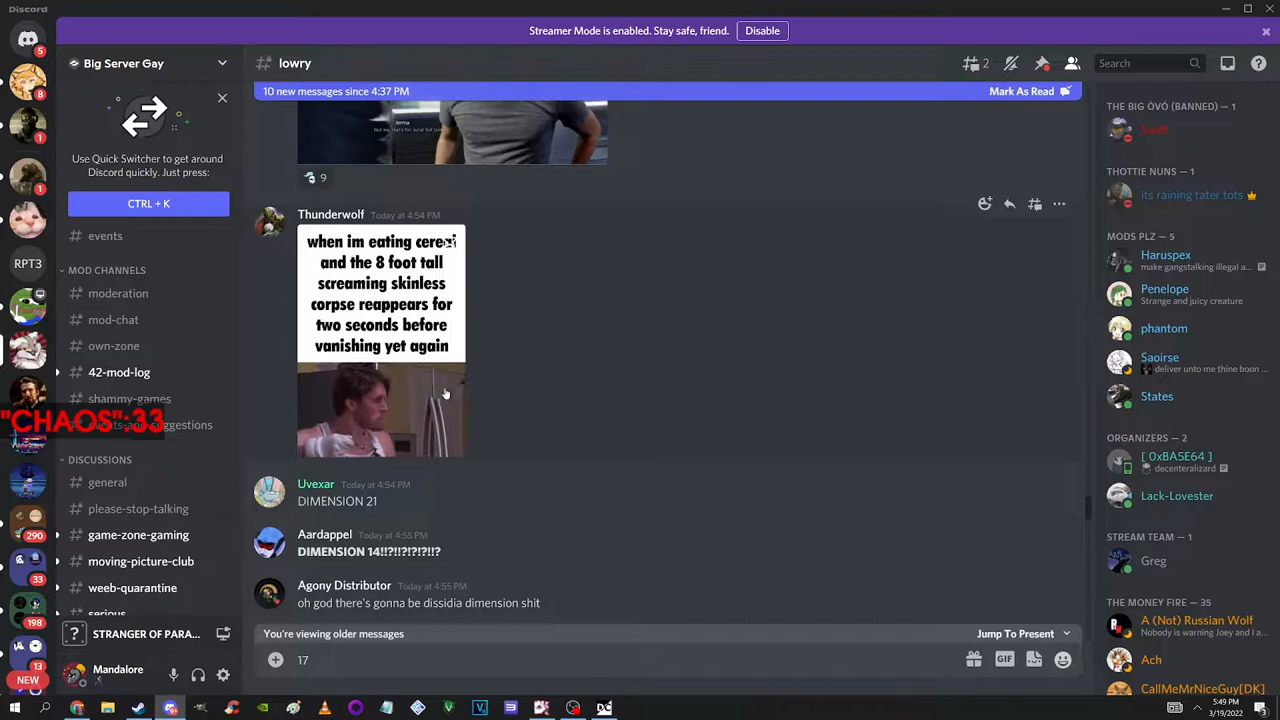 Discord
Streamer Mode is enabled. Stay safe, friend.
Disable
5
8
1
1
RPT3
290
33
198
13
NEW
Big Server Gay
Use Quick Switcher to get around
Discord quickly. Just press:
CTRL + K
events
MOD CHANNELS
moderation
mod-chat
own-zone
42-mod-log
shammy-games
"CHAOS":33
DISCUSSIONS
general
please-stop-talking
game-zone-gaming
moving-picture-club
weeb-questionne
serious
STRANGER OF PARA...
Mandalore
lowry
2
Search
10 new messages since 4:37 PM
Mark As Read
Jerma
9
Thunderwolf Today at 4:54 PM
when im eating cereal
and the 8 foot tall
screaming skinless
corpse reappears for
two seconds before
vanishing yet again
Uvexar Today at 4:54 PM
DIMENSION 21
Aardappel Today at 4:55 PM
DIMENSION 14!!?!!?!?!?!!?
Agony Distributor Today at 4:55 PM
oh god there's gonna be dissidia dimension shit
You're viewing older messages
Jump To Present
17
GIF
THE BIG ÓVÓ (BANNED) — 1
Swift
THOTTIE NUNS — 1
its raining tater tots
MODS PLZ — 5
Haruspex
make gangstalking illegal a...
Penelope
Strange and juicy creature
phantom
Saoirse
deliver unto me thine boon ...
States
ORGANIZERS — 2
[ 0xBA5E64 ]
decenteralizard
Lack-Lovester
STREAM TEAM — 1
Greg
THE MONEY FIRE — 35
A (Not) Russian Wolf
Nobody is warning Joey and I a...
Ach
CallMeMrNiceGuy[DK]
5:49 PM
3/19/2022
3